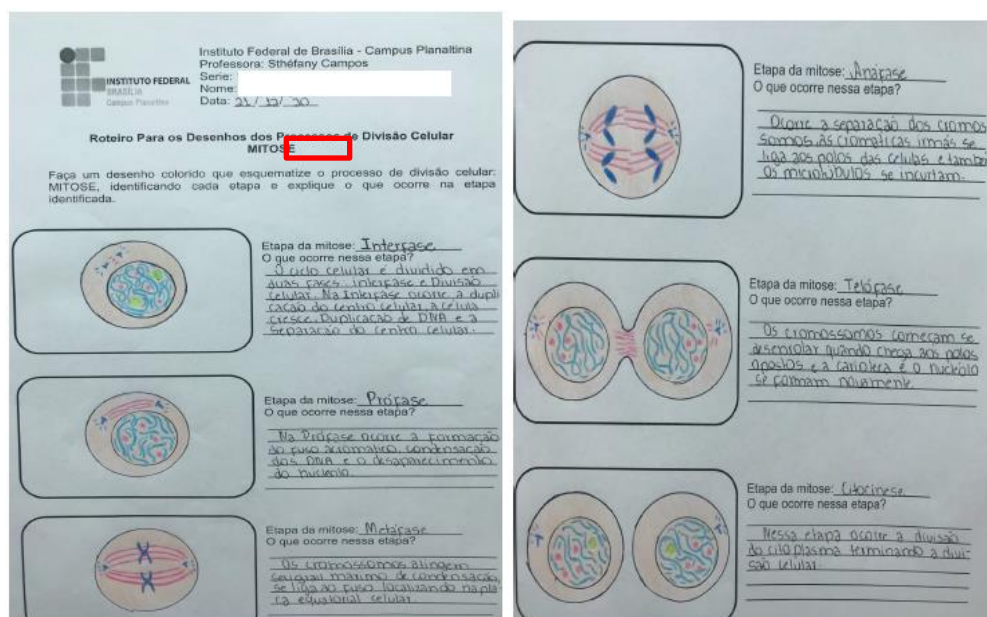 INSTITUTO FEDERAL
BRASÍLIA
Campus Planaltina
Instituto Federal de Brasília - Campus Planaltina
Professora: Sthéfany Campos
Serie:
Nome:
Data: 21/12/20
Roteiro Para os Desenhos dos Processos de Divisão Celular
MITOSE
Faça um desenho colorido que esquematize o processo de divisão celular:
MITOSE, identificando cada etapa e explique o que ocorre na etapa
identificada.
Etapa da mitose: Interfase
O que ocorre nessa etapa?
O ciclo celular é dividido em
duas fases: Interfase e Divisão
celular. Na Interfase ocorre, a dupli
cação do centro celular, a célula
cresce, Duplicação de DNA e a
separação do centro celular.
Etapa da mitose: Prófase
O que ocorre nessa etapa?
Na Prófase ocorre a formação
do fuso acromático, condensação
dos DNA e o desaparecimento
do nucléolo.
Etapa da mitose: Metáfase
O que ocorre nessa etapa?
Os cromossomos atingem
seu grau máximo de condensação,
se liga ao fuso localizando na pla
ca equatorial celular.
Etapa da mitose: Anáfase
O que ocorre nessa etapa?
Ocorre a separação dos cromos
somos. As cromáticas irmãs se
liga aos polos das celulas e também
os microtúbulos se incurtam.
Etapa da mitose: Telófase
O que ocorre nessa etapa?
Os cromossomos começam se
desenrolar quando chega aos polos
opostos e a carioteca e o nucléolo
se formam novamente.
Etapa da mitose: Citocinese
O que ocorre nessa etapa?
Nessa etapa ocorre a divisão
do citoplasma terminando a divi-
são celular.